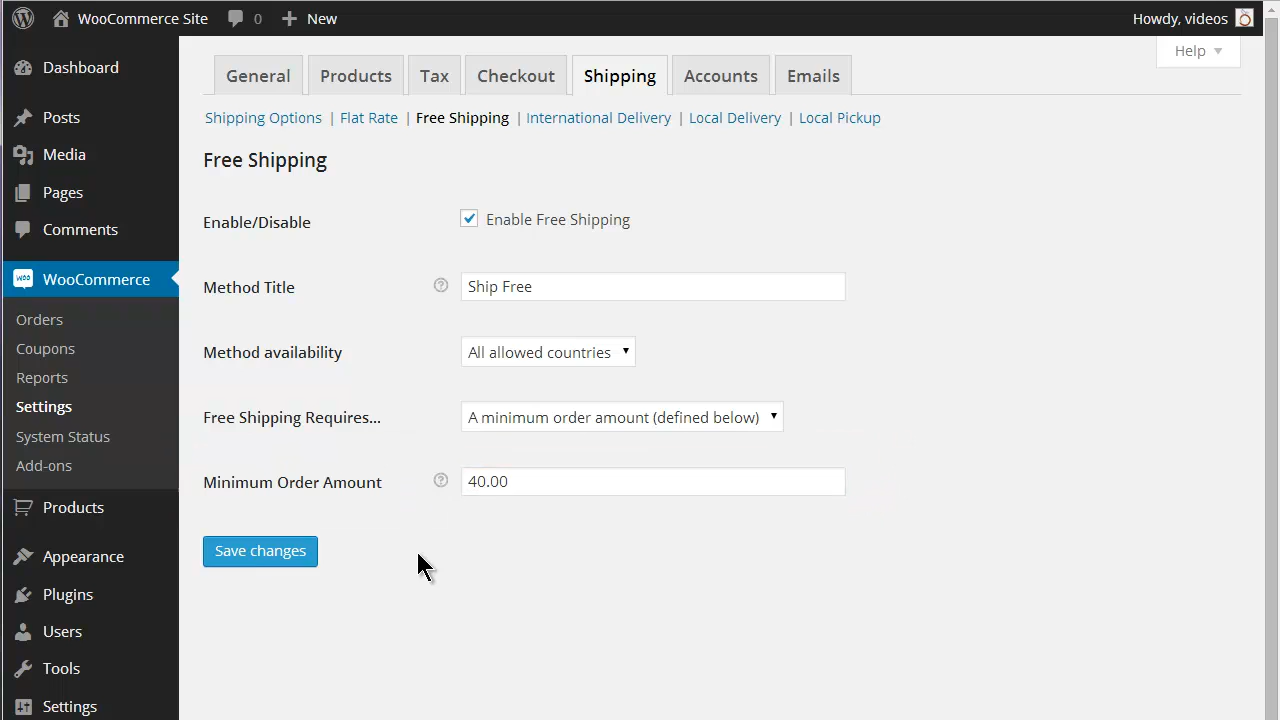 WooCommerce Site 0 New Howdy, videos
Help
Dashboard
Posts
Media
Pages
Comments
WooCommerce
Orders
Coupons
Reports
Settings
System Status
Add-ons
Products
Appearance
Plugins
Users
Tools
Settings
General Products Tax Checkout Shipping Accounts Emails
Shipping Options | Flat Rate | Free Shipping | International Delivery | Local Delivery | Local Pickup
Free Shipping
Enable/Disable Enable Free Shipping
Method Title ? Ship Free
Method availability All allowed countries
Free Shipping Requires... A minimum order amount (defined below)
Minimum Order Amount ? 40.00
Save changes